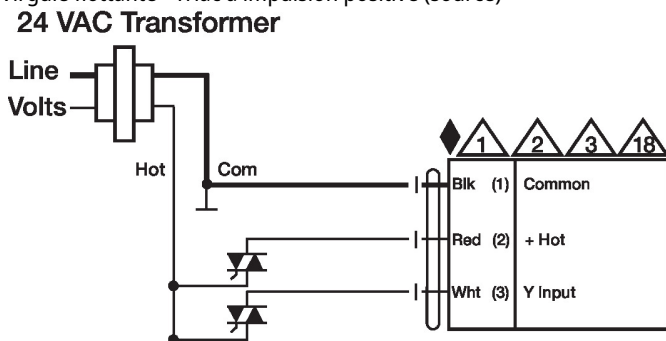 Virgule flottante - Triac à impulsion positive (source)
24 VAC Transformer
Line
Volts
Hot
Com
1 2 3 18
Blk (1) Common
Red (2) + Hot
Wht (3) Y Input